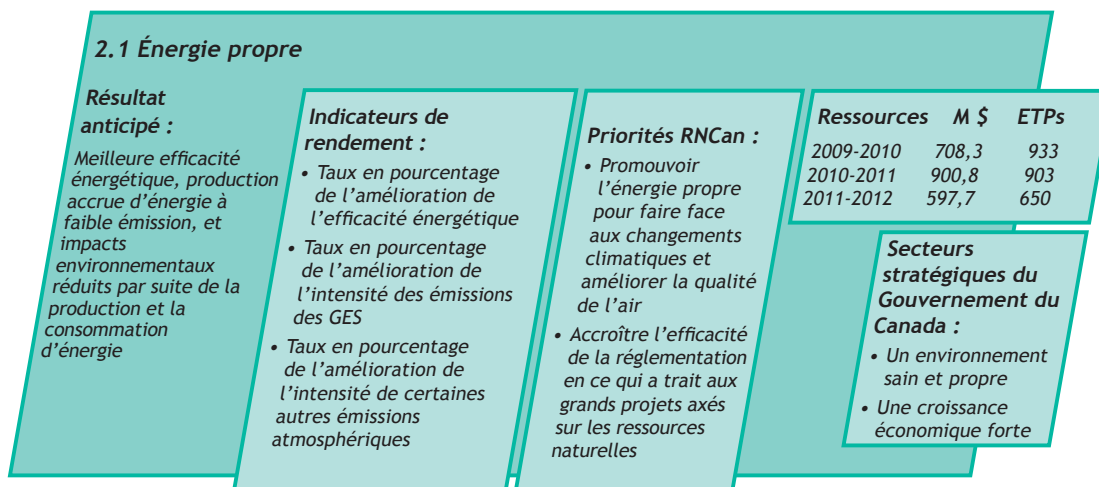 2.1 Énergie propre
Résultat
anticipé :
Meilleure efficacité
énergétique, production
accrue d'énergie à
faible émission, et
impacts
environnementaux
réduits par suite de la
production et la
consommation
d'énergie
Indicateurs de
rendement :
• Taux en pourcentage
de l'amélioration de
l'efficacité énergétique
• Taux en pourcentage
de l'amélioration de
l'intensité des émissions
des GES
• Taux en pourcentage
de l'amélioration de
l'intensité de certaines
autres émissions
atmosphériques
Priorités RNCan :
• Promouvoir
l'énergie propre
pour faire face
aux changements
climatiques et
améliorer la qualité
de l'air
• Accroître l'efficacité
de la réglementation
en ce qui a trait aux
grands projets axés
sur les ressources
naturelles
Ressources M $ ETPs
2009-2010 708,3 933
2010-2011 900,8 903
2011-2012 597,7 650
Secteurs
stratégiques du
Gouvernement du
Canada :
• Un environnement
sain et propre
• Une croissance
économique forte